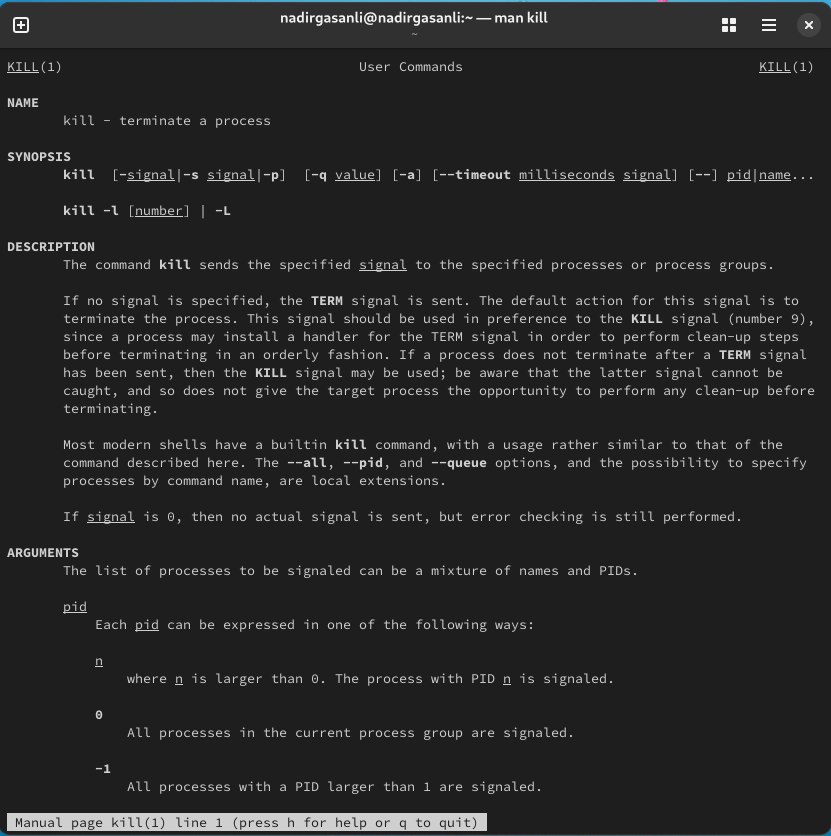 nadirgasanli@nadirgasanli:~ — man kill
~
KILL(1) User Commands KILL(1)
NAME
kill - terminate a process
SYNOPSIS
kill [-signal|-s signal|-p] [-q value] [-a] [--timeout milliseconds signal] [--] pid|name...
kill -l [number] | -L
DESCRIPTION
The command kill sends the specified signal to the specified processes or process groups.
If no signal is specified, the TERM signal is sent. The default action for this signal is to
terminate the process. This signal should be used in preference to the KILL signal (number 9),
since a process may install a handler for the TERM signal in order to perform clean-up steps
before terminating in an orderly fashion. If a process does not terminate after a TERM signal
has been sent, then the KILL signal may be used; be aware that the latter signal cannot be
caught, and so does not give the target process the opportunity to perform any clean-up before
terminating.
Most modern shells have a builtin kill command, with a usage rather similar to that of the
command described here. The --all, --pid, and --queue options, and the possibility to specify
processes by command name, are local extensions.
If signal is 0, then no actual signal is sent, but error checking is still performed.
ARGUMENTS
The list of processes to be signaled can be a mixture of names and PIDs.
pid
Each pid can be expressed in one of the following ways:
n
where n is larger than 0. The process with PID n is signaled.
0
All processes in the current process group are signaled.
-1
All processes with a PID larger than 1 are signaled.
Manual page kill(1) line 1 (press h for help or q to quit)